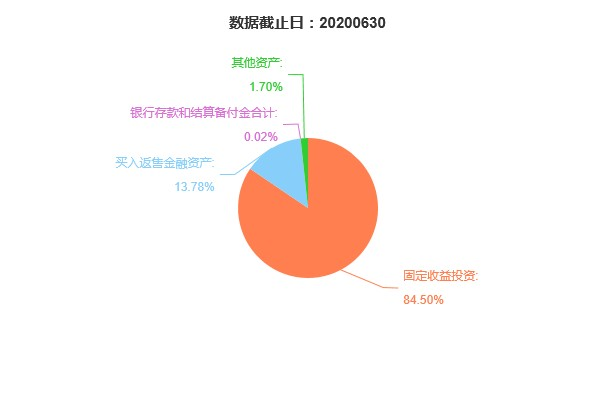 数据截止日：20200630
其他资产:
1.70%
银行存款和结算备付金合计:
0.02%
买入返售金融资产:
13.78%
固定收益投资:
84.50%